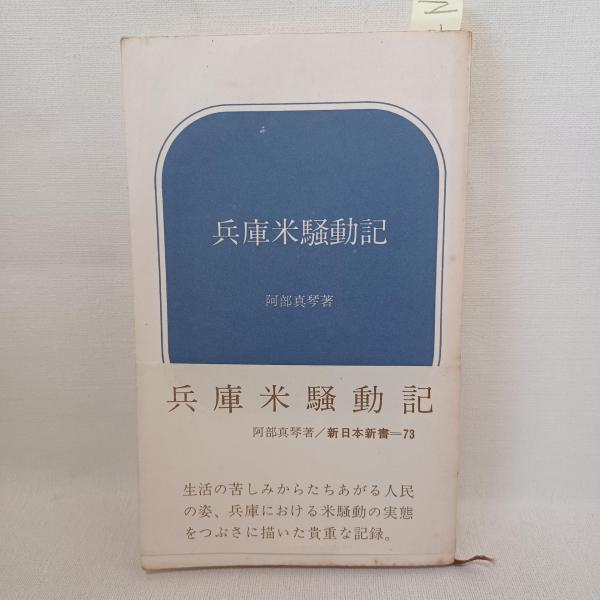 兵庫米騒動記
阿部真琴著
兵庫米騒動記
阿部真琴著/新日本新書=73
生活の苦しみからたちあがる人民
の姿、兵庫における米騒動の実態
をつぶさに描いた貴重な記録。